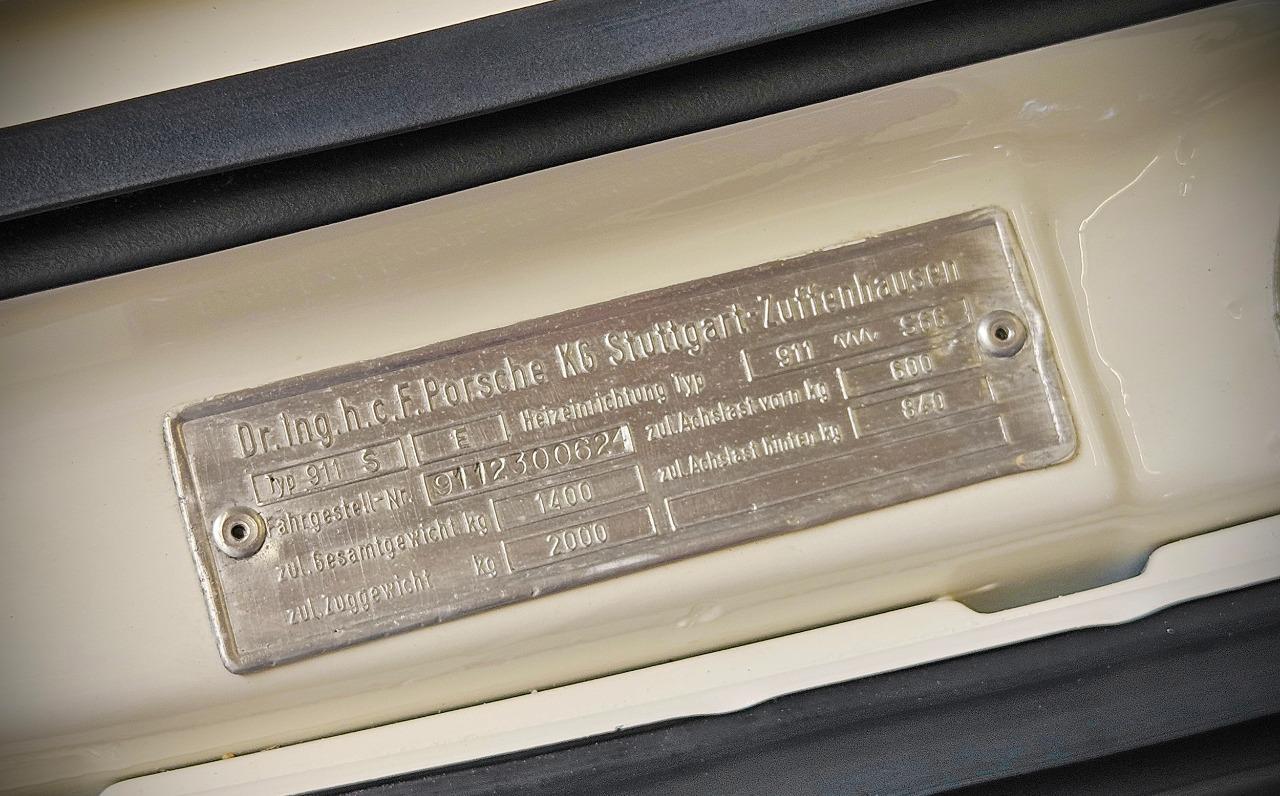 Dr. Ing. h.c. F. Porsche KG Stuttgart-Zuffenhausen
Typ 911 S E Heizeinrichtung Typ 911 S66
Fahrgestell-Nr. 9112300624 zul. Achslast vorn kg 600
zul. Gesamtgewicht kg 1400 zul. Achslast hinten kg 840
zul. Zuggewicht kg 2000